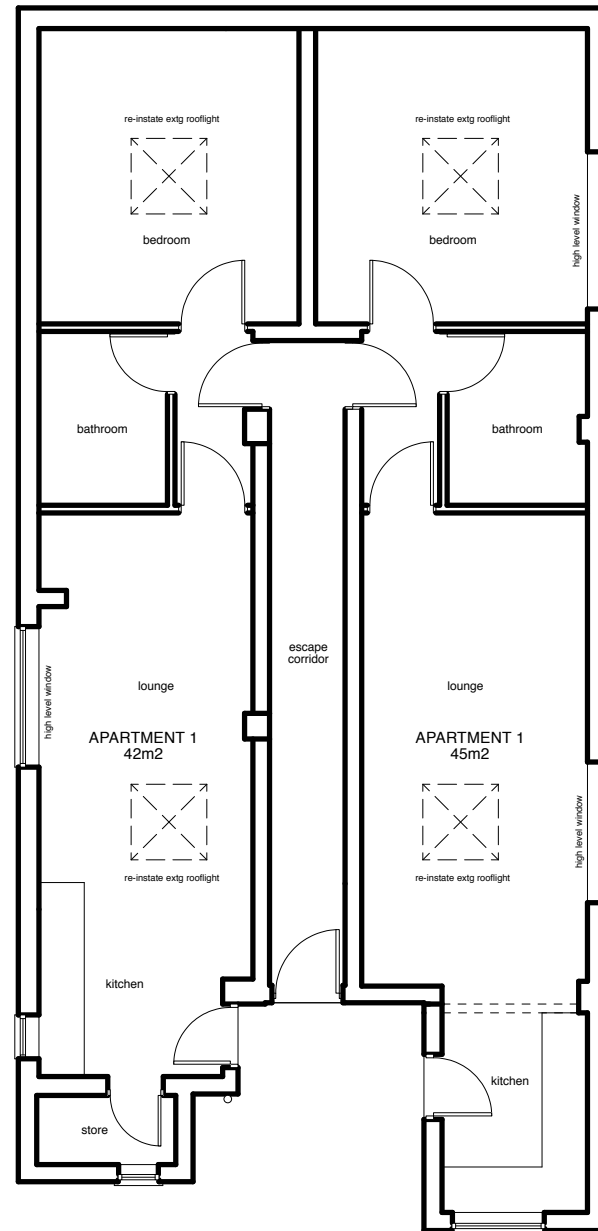 re-instate extg rooflight
re-instate extg rooflight
bedroom
bedroom
high level window
bathroom
bathroom
escape
corridor
high level window
lounge
lounge
APARTMENT 1
42m2
APARTMENT 1
45m2
high level window
re-instate extg rooflight
re-instate extg rooflight
kitchen
kitchen
store